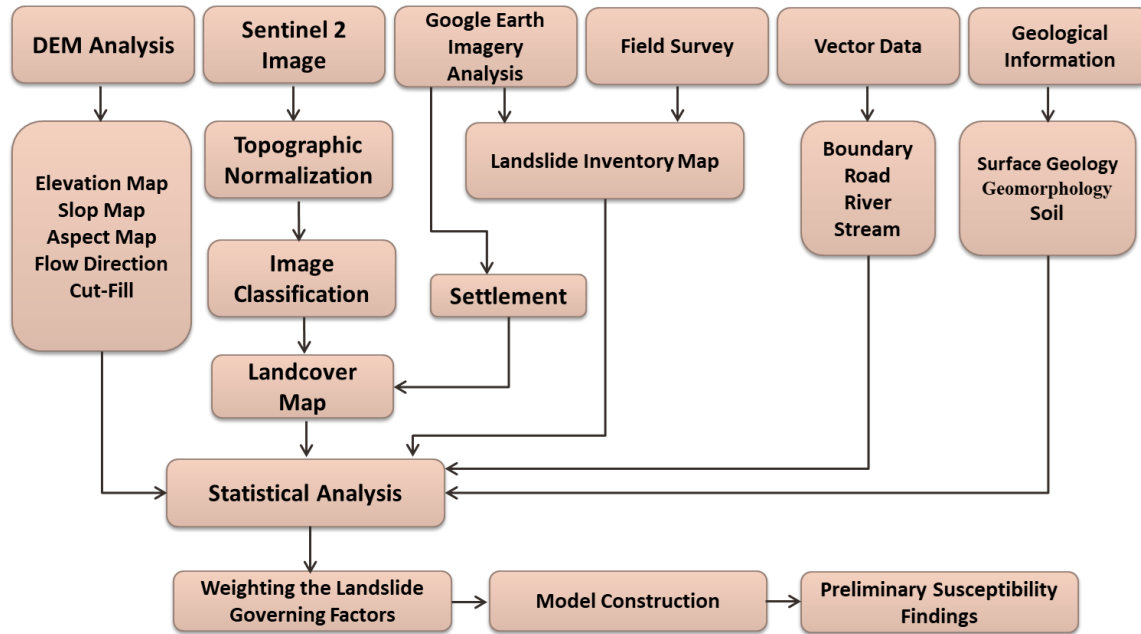 DEM Analysis
Sentinel 2
Image
Google Earth
Imagery
Analysis
Field Survey
Vector Data
Geological
Information
Elevation Map
Slop Map
Aspect Map
Flow Direction
Cut-Fill
Topographic
Normalization
Landslide Inventory Map
Boundary
Road
River
Stream
Surface Geology
Geomorphology
Soil
Image
Classification
Settlement
Landcover
Map
Statistical Analysis
Weighting the Landslide
Governing Factors
Model Construction
Preliminary Susceptibility
Findings